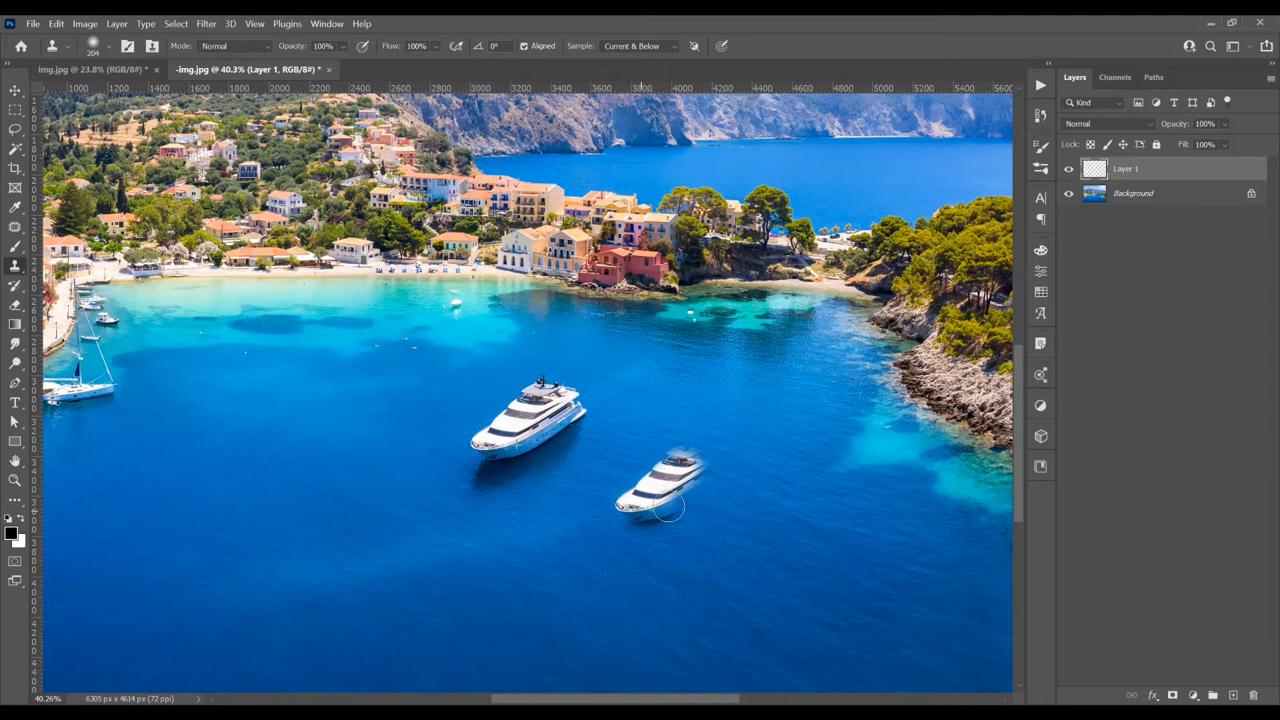 Ps File Edit Image Layer Type Select Filter 3D View Plugins Window Help
204 Mode: Normal Opacity: 100% Flow: 100% 0° Aligned Sample: Current & Below
img.jpg @ 23.8% (RGB/8#) * × -img.jpg @ 40.3% (Layer 1, RGB/8#) * ×
1000 1200 1400 1600 1800 2000 2200 2400 2600 2800 3000 3200 3400 3600 3800 4000 4200 4400 4600 4800 5000 5200 5400 5600
Layers Channels Paths
Kind
Normal Opacity: 100%
Lock: Fill: 100%
Layer 1
Background
40.26% 6305 px x 4614 px (72 ppi)